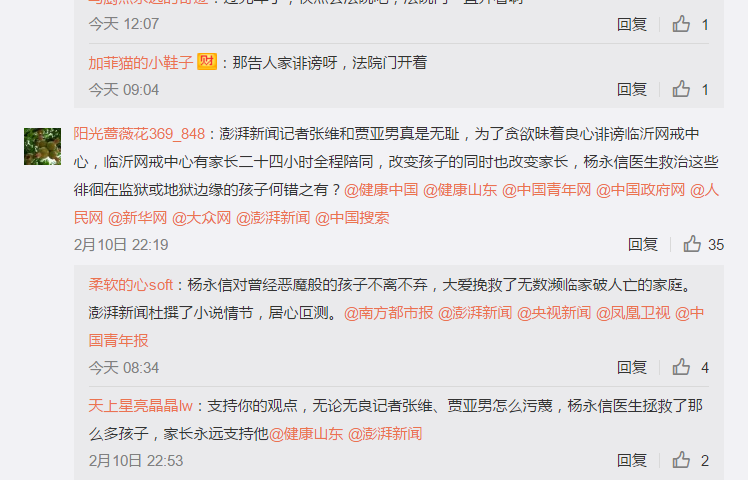 今天 12:07
回复 1
加菲猫的小鞋子 财：那告人家诽谤呀，法院门开着
今天 09:04
回复 1
阳光蔷薇花369_848：澎湃新闻记者张维和贾亚男真是无耻，为了贪欲昧着良心诽谤临沂网戒中
心，临沂网戒中心有家长二十四小时全程陪同，改变孩子的同时也改变家长，杨永信医生救治这些
徘徊在监狱或地狱边缘的孩子何错之有？@健康中国 @健康山东 @中国青年网 @中国政府网 @人
民网 @新华网 @大众网 @澎湃新闻 @中国搜索
2月10日 22:19
回复 35
柔软的心soft：杨永信对曾经恶魔般的孩子不离不弃，大爱挽救了无数濒临家破人亡的家庭。
澎湃新闻杜撰了小说情节，居心叵测。@南方都市报 @澎湃新闻 @央视新闻 @凤凰卫视 @中
国青年报
今天 08:34
回复 4
天上星亮晶晶lw：支持你的观点，无论无良记者张维、贾亚男怎么污蔑，杨永信医生拯救了那
么多孩子，家长永远支持他@健康山东 @澎湃新闻
2月10日 22:53
回复 2